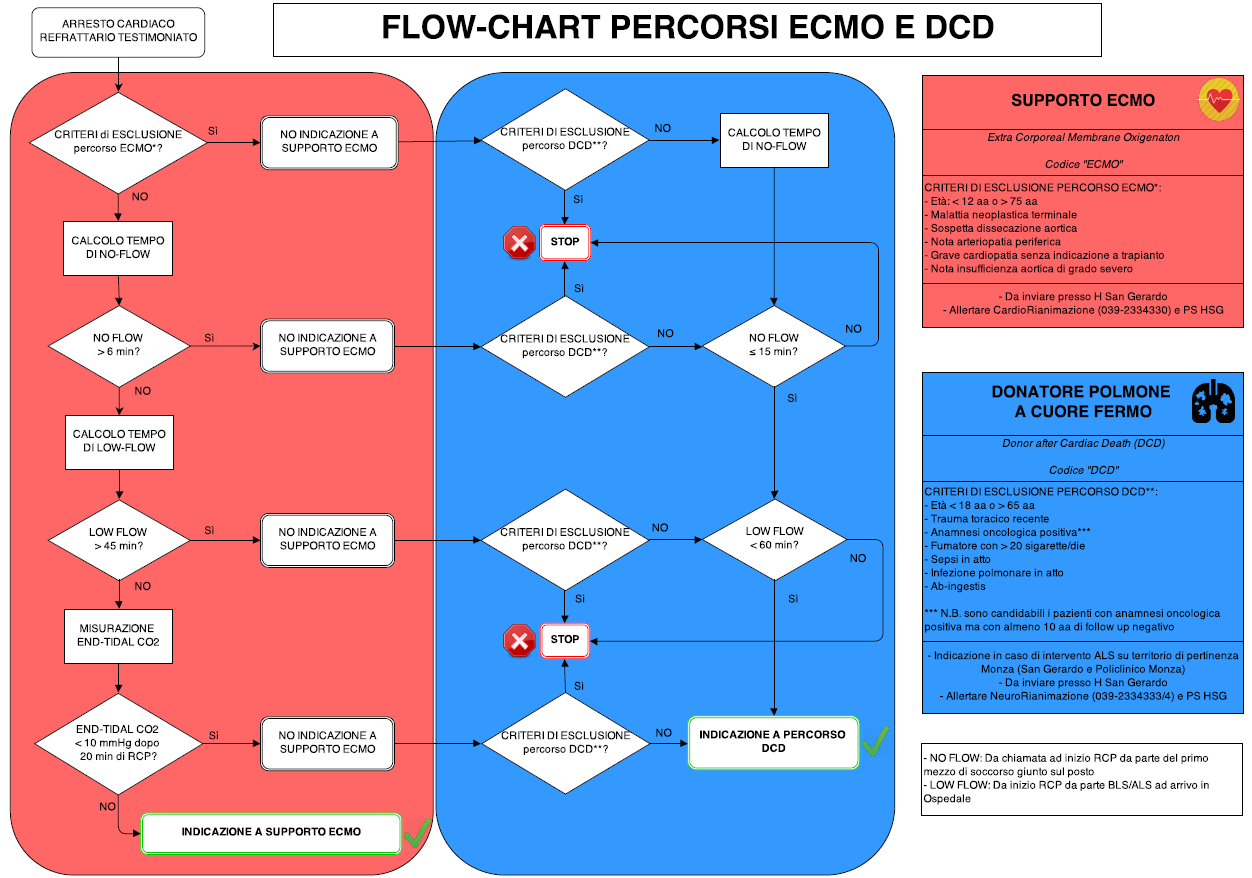 ARRESTO CARDIACO
REFRATTARIO TESTIMONIATO
FLOW-CHART PERCORSI ECMO E DCD
CRITERI di ESCLUSIONE
percorso ECMO*?
Sì
NO INDICAZIONE A
SUPPORTO ECMO
CRITERI DI ESCLUSIONE
percorso DCD**?
NO
CALCOLO TEMPO
DI NO-FLOW
NO
Sì
CALCOLO TEMPO
DI NO-FLOW
STOP
Sì
NO FLOW
> 6 min?
Sì
NO INDICAZIONE A
SUPPORTO ECMO
CRITERI DI ESCLUSIONE
percorso DCD**?
NO
NO FLOW
≤ 15 min?
NO
NO
Sì
CALCOLO TEMPO
DI LOW-FLOW
LOW FLOW
> 45 min?
Sì
NO INDICAZIONE A
SUPPORTO ECMO
CRITERI DI ESCLUSIONE
percorso DCD**?
NO
LOW FLOW
< 60 min?
NO
NO
Sì
Sì
MISURAZIONE
END-TIDAL CO2
STOP
Sì
END-TIDAL CO2
< 10 mmHg dopo
20 min di RCP?
Sì
NO INDICAZIONE A
SUPPORTO ECMO
CRITERI DI ESCLUSIONE
percorso DCD**?
NO
INDICAZIONE A PERCORSO
DCD
NO
INDICAZIONE A SUPPORTO ECMO
SUPPORTO ECMO
Extra Corporeal Membrane Oxigenaton
Codice "ECMO"
CRITERI DI ESCLUSIONE PERCORSO ECMO*:
- Età: < 12 aa o > 75 aa
- Malattia neoplastica terminale
- Sospetta dissecazione aortica
- Nota arteriopatia periferica
- Grave cardiopatia senza indicazione a trapianto
- Nota insufficienza aortica di grado severo
- Da inviare presso H San Gerardo
- Allertare CardioRianimazione (039-2334330) e PS HSG
DONATORE POLMONE
A CUORE FERMO
Donor after Cardiac Death (DCD)
Codice "DCD"
CRITERI DI ESCLUSIONE PERCORSO DCD**:
- Età < 18 aa o > 65 aa
- Trauma toracico recente
- Anamnesi oncologica positiva***
- Fumatore con > 20 sigarette/die
- Sepsi in atto
- Infezione polmonare in atto
- Ab-ingestis
*** N.B. sono candidabili i pazienti con anamnesi oncologica
positiva ma con almeno 10 aa di follow up negativo
- Indicazione in caso di intervento ALS su territorio di pertinenza
Monza (San Gerardo e Policlinico Monza)
- Da inviare presso H San Gerardo
- Allertare NeuroRianimazione (039-2334333/4) e PS HSG
- NO FLOW: Da chiamata ad inizio RCP da parte del primo
mezzo di soccorso giunto sul posto
- LOW FLOW: Da inizio RCP da parte BLS/ALS ad arrivo in
Ospedale